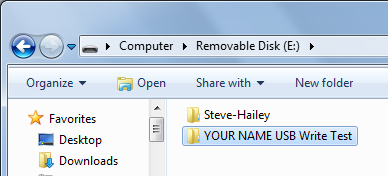 Computer Removable Disk (E:)
Organize Open Share with New folder
Favorites
Desktop
Downloads
Steve-Hailey
YOUR NAME USB Write Test